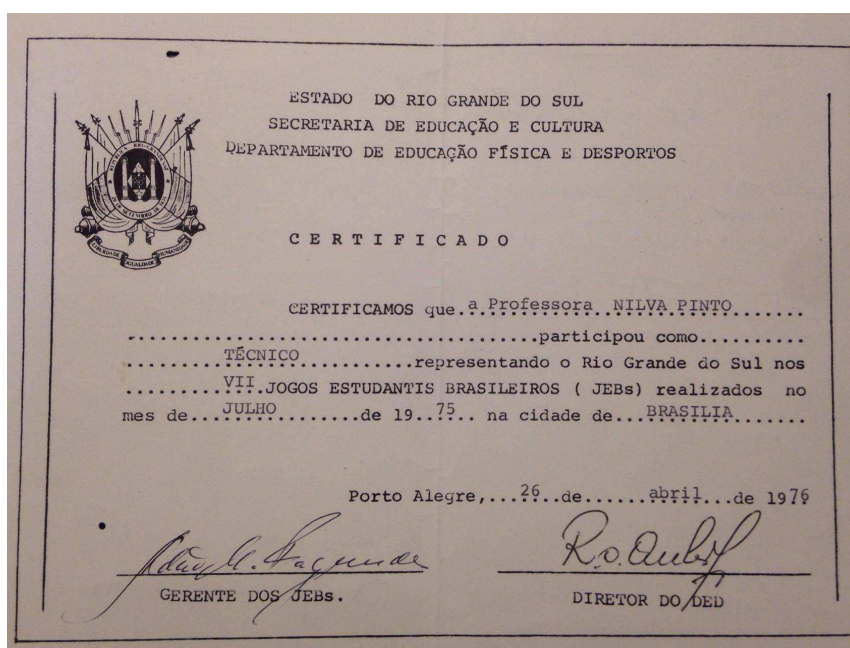 ESTADO DO RIO GRANDE DO SUL
SECRETARIA DE EDUCAÇÃO E CULTURA
DEPARTAMENTO DE EDUCAÇÃO FÍSICA E DESPORTOS
LIBERDADE IGUALDADE HUMANIDADE
CERTIFICADO
CERTIFICAMOS que.a Professora..NILVA PINTO.......
.......................................participou como..........
..........TÉCNICO...............representando o Rio Grande do Sul nos
.........VII.JOGOS ESTUDANTIS BRASILEIROS ( JEBs) realizados no
mes de...JULHO.........de 19..75.. na cidade de...BRASILIA.......
Porto Alegre,...26..de......abril...de 1976
GERENTE DOS JEBs.
DIRETOR DO DED